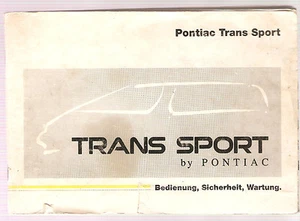 Pontiac Trans Sport
TRANS SPORT
by PONTIAC
Bedienung, Sicherheit, Wartung.